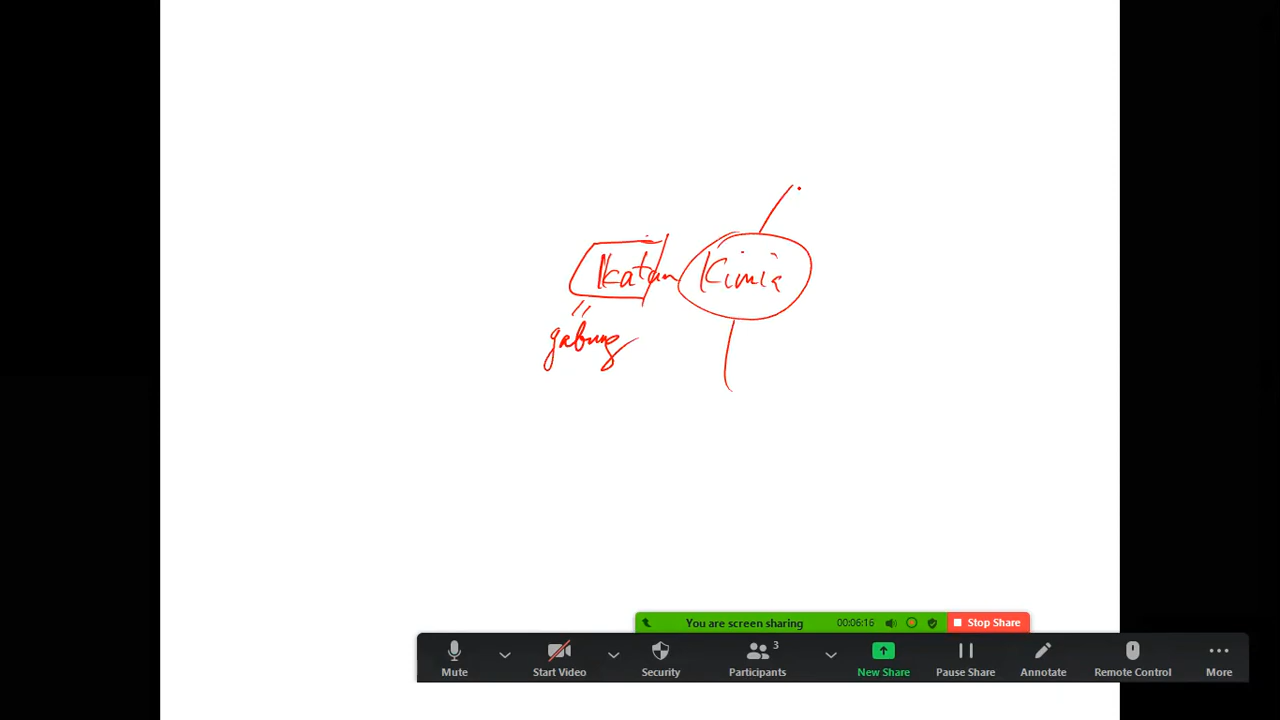 Ikatan Kimia
gabung
You are screen sharing 00:06:16 Stop Share
3
Mute Start Video Security Participants New Share Pause Share Annotate Remote Control More